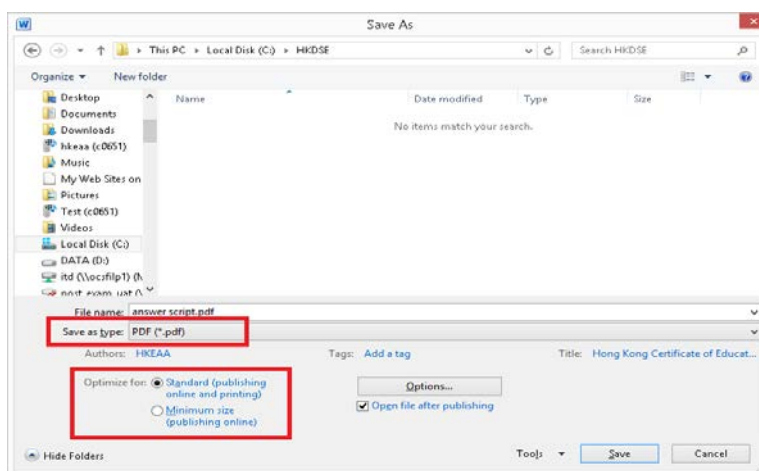 Save As
This PC Local Disk (C:) HKDSE
Search HKDSE
Organize New folder
Desktop
Documents
Downloads
hkeaa (c0651)
Music
My Web Sites on
Pictures
Test (c0651)
Videos
Local Disk (C:)
DATA (D:)
itd (\\ocsfilp1) (
post_exam_uat (\
Name Date modified Type Size
No items match your search.
File name: answer script.pdf
Save as type: PDF (*.pdf)
Authors: HKEAA Tags: Add a tag Title: Hong Kong Certificate of Educat...
Optimize for: Standard (publishing
online and printing)
Minimum size
(publishing online)
Options...
Open file after publishing
Hide Folders Tools Save Cancel